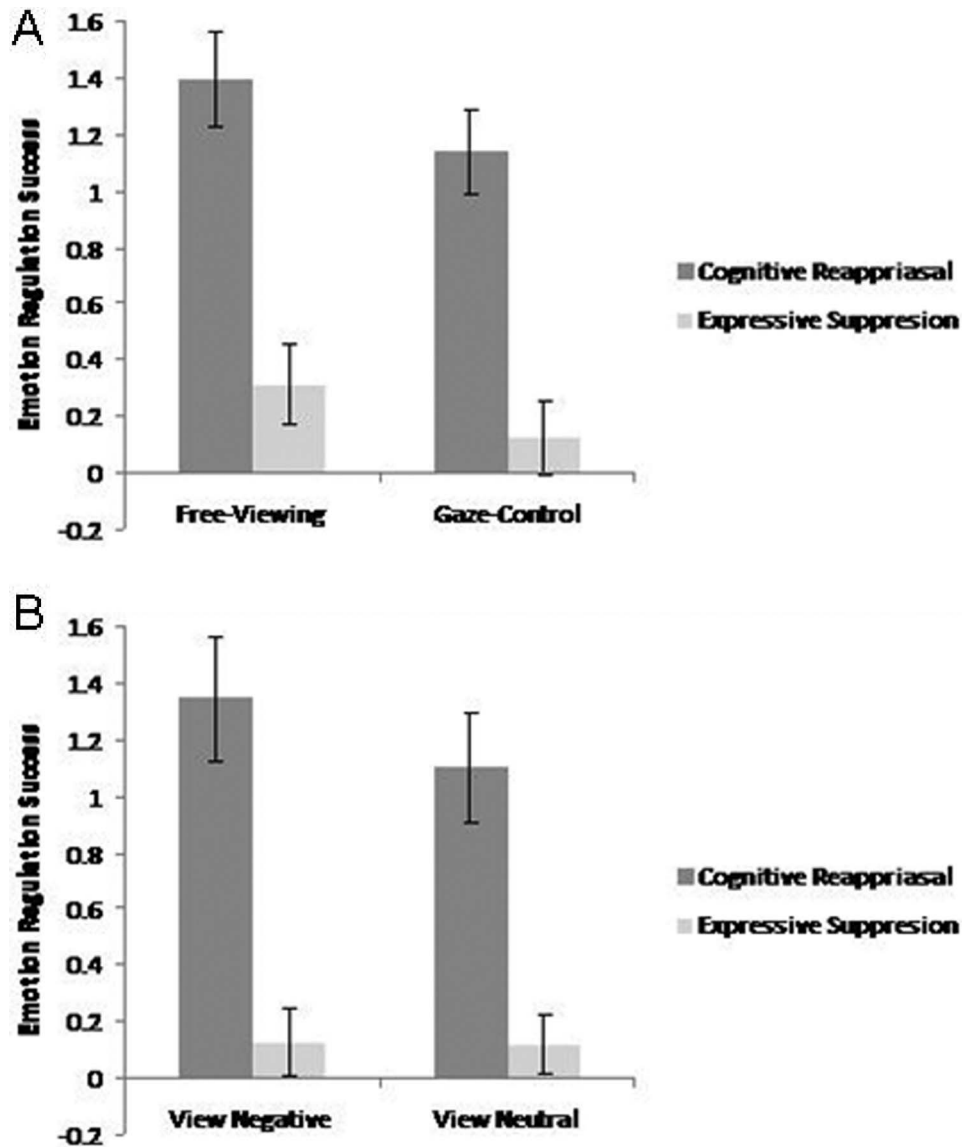 A
Emotion Regulation Success
1.6
1.4
1.2
1
0.8
0.6
0.4
0.2
0
-0.2
Free-Viewing
Gaze-Control
Cognitive Reappriasal
Expressive Suppresion
B
Emotion Regulation Success
1.6
1.4
1.2
1
0.8
0.6
0.4
0.2
0
-0.2
View Negative
View Neutral
Cognitive Reappriasal
Expressive Suppresion